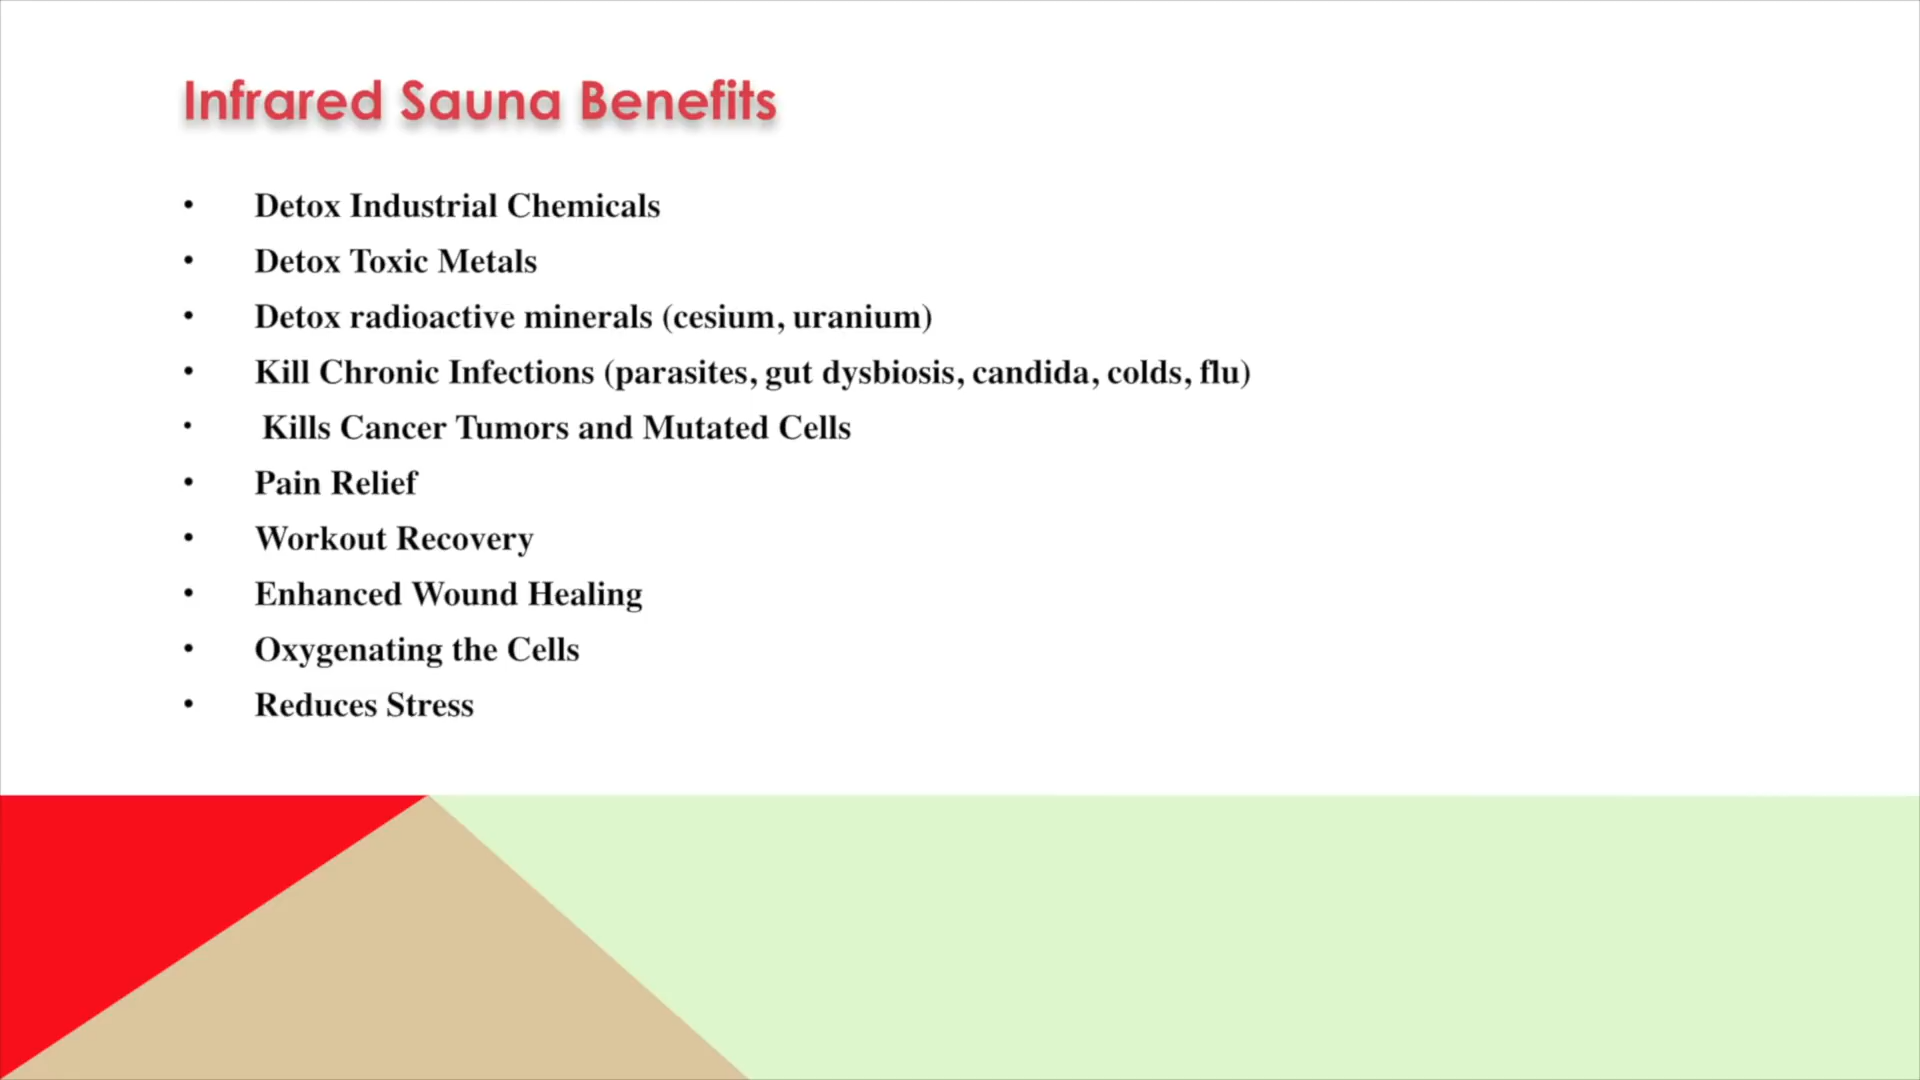 Infrared Sauna Benefits
• Detox Industrial Chemicals
• Detox Toxic Metals
• Detox radioactive minerals (cesium, uranium)
• Kill Chronic Infections (parasites, gut dysbiosis, candida, colds, flu)
• Kills Cancer Tumors and Mutated Cells
• Pain Relief
• Workout Recovery
• Enhanced Wound Healing
• Oxygenating the Cells
• Reduces Stress